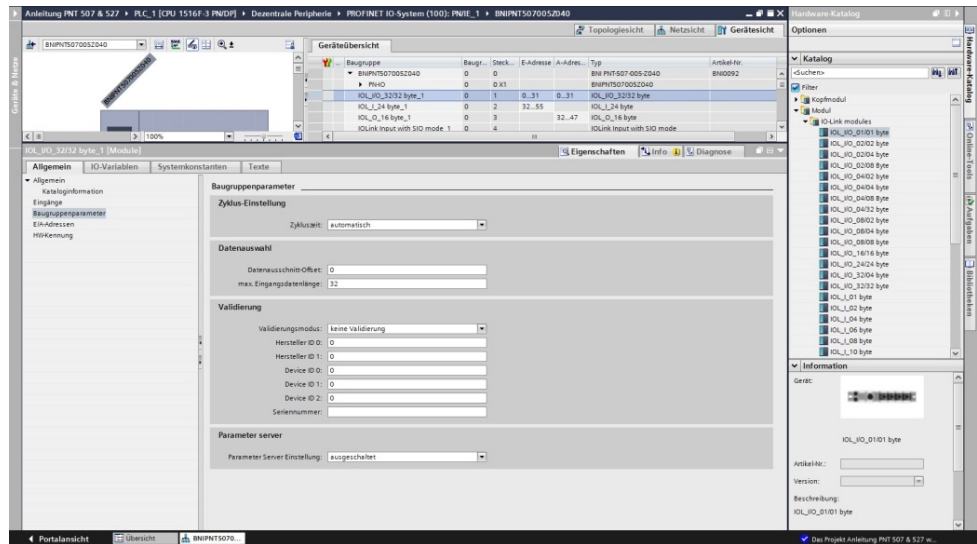 Anleitung PNT 507 & 527 ▸ PLC_1 [CPU 1516F-3 PN/DP] ▸ Dezentrale Peripherie ▸ PROFINET IO-System (100): PN/IE_1 ▸ BNIPNT507005Z040
Hardware-Katalog
Topologiesicht
Netzsicht
Gerätesicht
Optionen
BNIPNT507005Z040
Geräteübersicht
BNIPNT507005Z040
Baugruppe Baugr... Steck... E-Adresse A-Adres... Typ Artikel-Nr.
BNIPNT507005Z040 0 0 BNI PNT-507-005-Z040 BNI0092
PN-IO 0 0 X1 BNIPNT507005Z040
IOL_I/O_32/32 byte_1 0 1 0...31 0...31 IOL_I/O_32/32 byte
IOL_I_24 byte_1 0 2 32...55 IOL_I_24 byte
IOL_O_16 byte_1 0 3 32...47 IOL_O_16 byte
IOLink Input with SIO mode_1 0 4 IOLink Input with SIO mode
100%
Geräte & Netze
IOL_I/O_32/32 byte_1 [Module]
Eigenschaften
Info
Diagnose
Allgemein
IO-Variablen
Systemkonstanten
Texte
Allgemein
Kataloginformation
Eingänge
Baugruppenparameter
E/A-Adressen
HW-Kennung
Baugruppenparameter
Zyklus-Einstellung
Zykluszeit: automatisch
Datenauswahl
Datenausschnitt-Offset: 0
max. Eingangsdatenlänge: 32
Validierung
Validierungsmodus: keine Validierung
Hersteller ID 0: 0
Hersteller ID 1: 0
Device ID 0: 0
Device ID 1: 0
Device ID 2: 0
Seriennummer:
Parameter server
Parameter Server Einstellung: ausgeschaltet
Katalog
<Suchen>
Filter
Kopfmodul
Modul
IO-Link modules
IOL_I/O_01/01 byte
IOL_I/O_02/02 byte
IOL_I/O_02/04 byte
IOL_I/O_02/08 Byte
IOL_I/O_04/02 byte
IOL_I/O_04/04 byte
IOL_I/O_04/08 Byte
IOL_I/O_04/32 byte
IOL_I/O_08/02 byte
IOL_I/O_08/04 byte
IOL_I/O_08/08 byte
IOL_I/O_16/16 byte
IOL_I/O_24/24 byte
IOL_I/O_32/04 byte
IOL_I/O_32/32 byte
IOL_I_01 byte
IOL_I_02 byte
IOL_I_04 byte
IOL_I_06 byte
IOL_I_08 byte
IOL_I_10 byte
Information
Gerät:
IOL_I/O_01/01 byte
Artikel-Nr.:
Version:
Beschreibung:
IOL_I/O_01/01 byte
Hardware-Katalog
Online-Tools
Aufgaben
Bibliotheken
Portalansicht
Übersicht
BNIPNT5070...
Das Projekt Anleitung PNT 507 & 527 w...